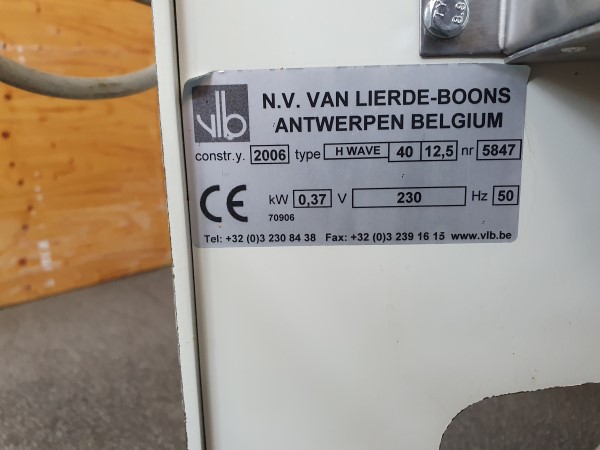 vlb
N.V. VAN LIERDE-BOONS
ANTWERPEN BELGIUM
constr.y. 2006 type H WAVE 40 12,5 nr 5847
CE kW 0,37 V 230 Hz 50
70906
Tel: +32 (0)3 230 84 38 Fax: +32 (0)3 239 16 15 www.vlb.be
8.8